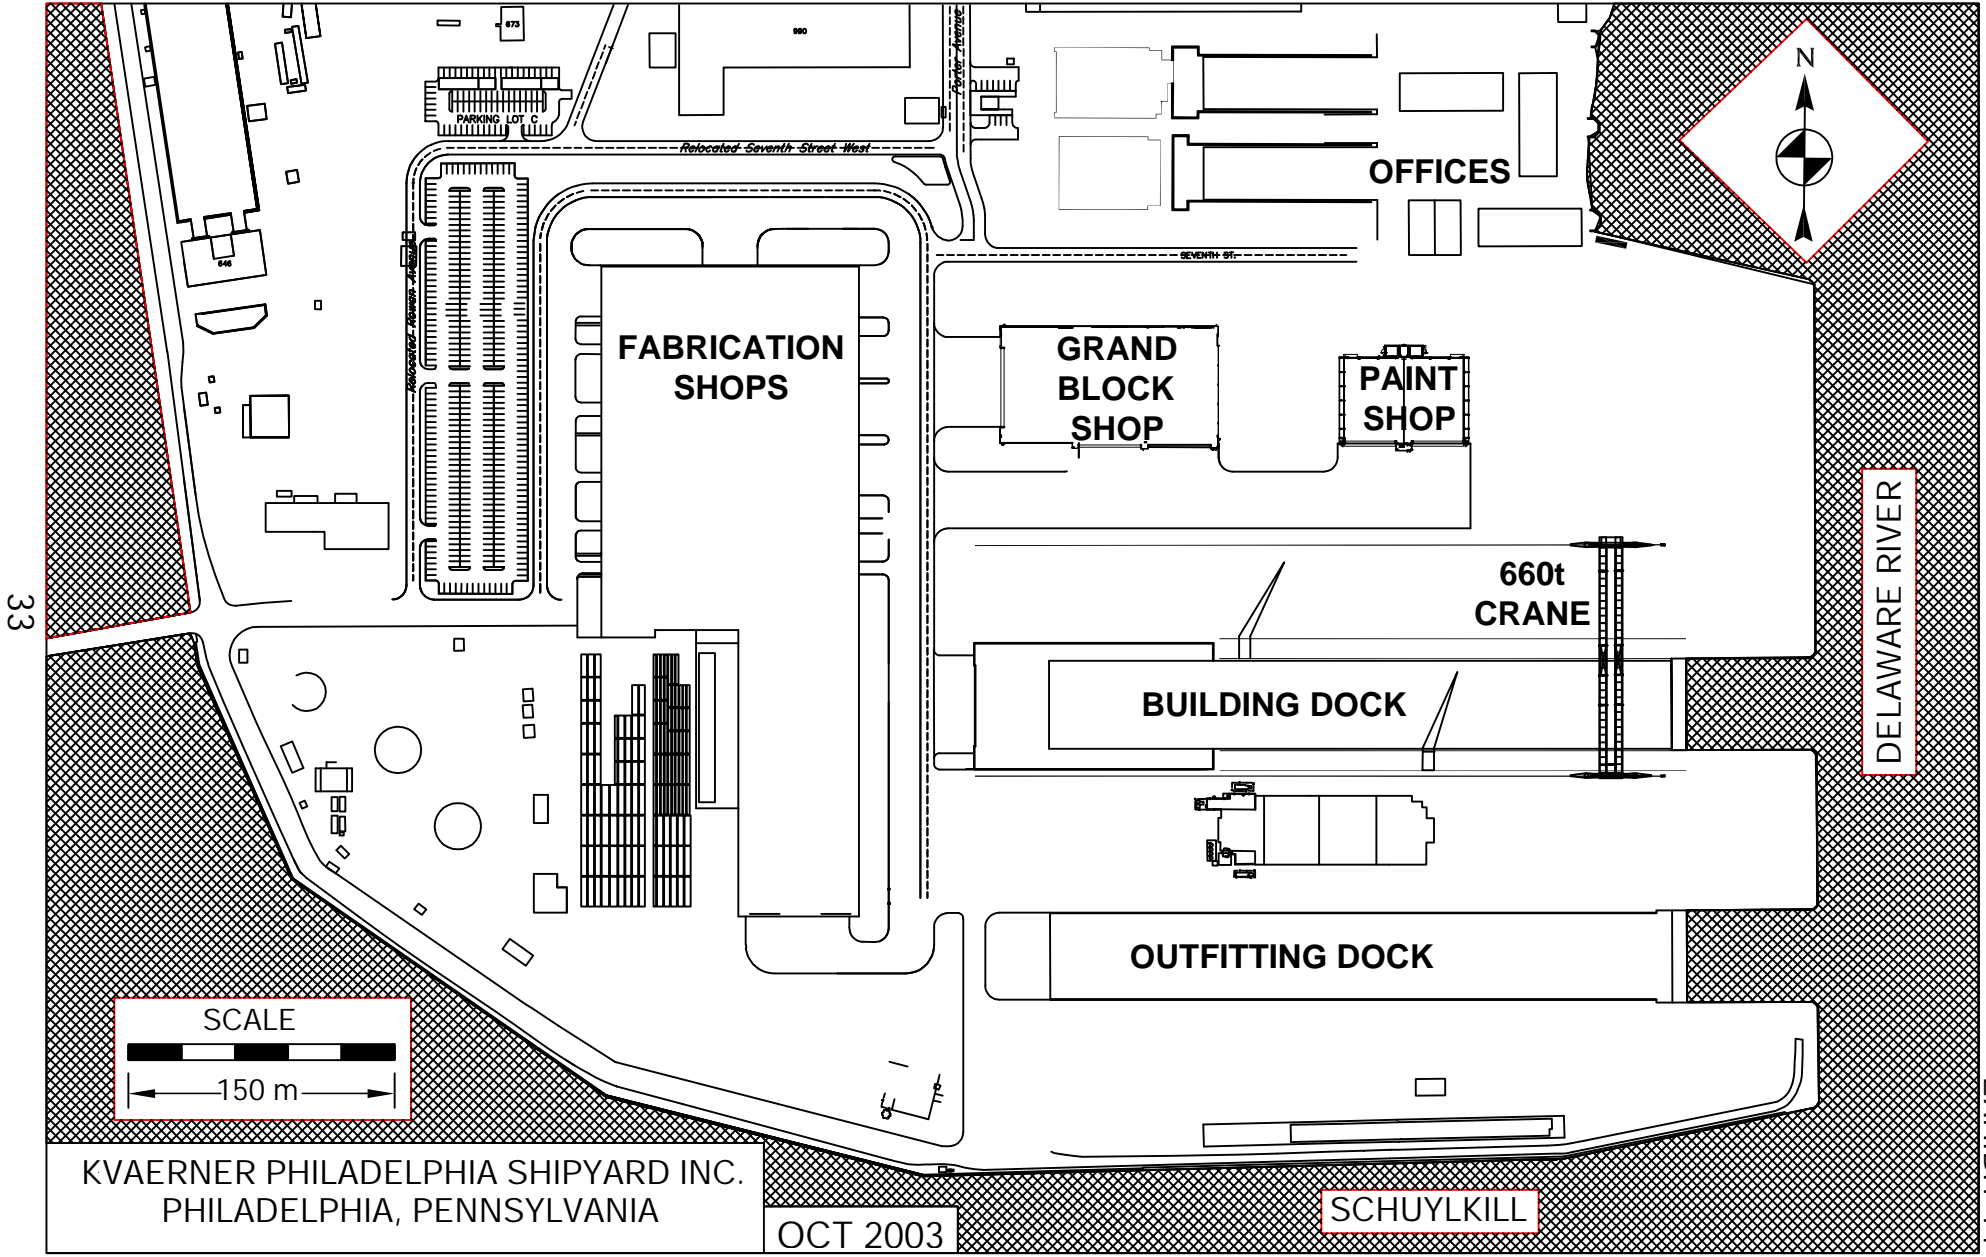 673
990
Porter Avenue
N
PARKING LOT C
Relocated Seventh Street West
OFFICES
646
SEVENTH ST.
Relocated Rowan Avenue
FABRICATION
SHOPS
GRAND
BLOCK
SHOP
PAINT
SHOP
660t
CRANE
DELAWARE RIVER
33
BUILDING DOCK
OUTFITTING DOCK
SCALE
150 m
KVAERNER PHILADELPHIA SHIPYARD INC.
PHILADELPHIA, PENNSYLVANIA
OCT 2003
SCHUYLKILL